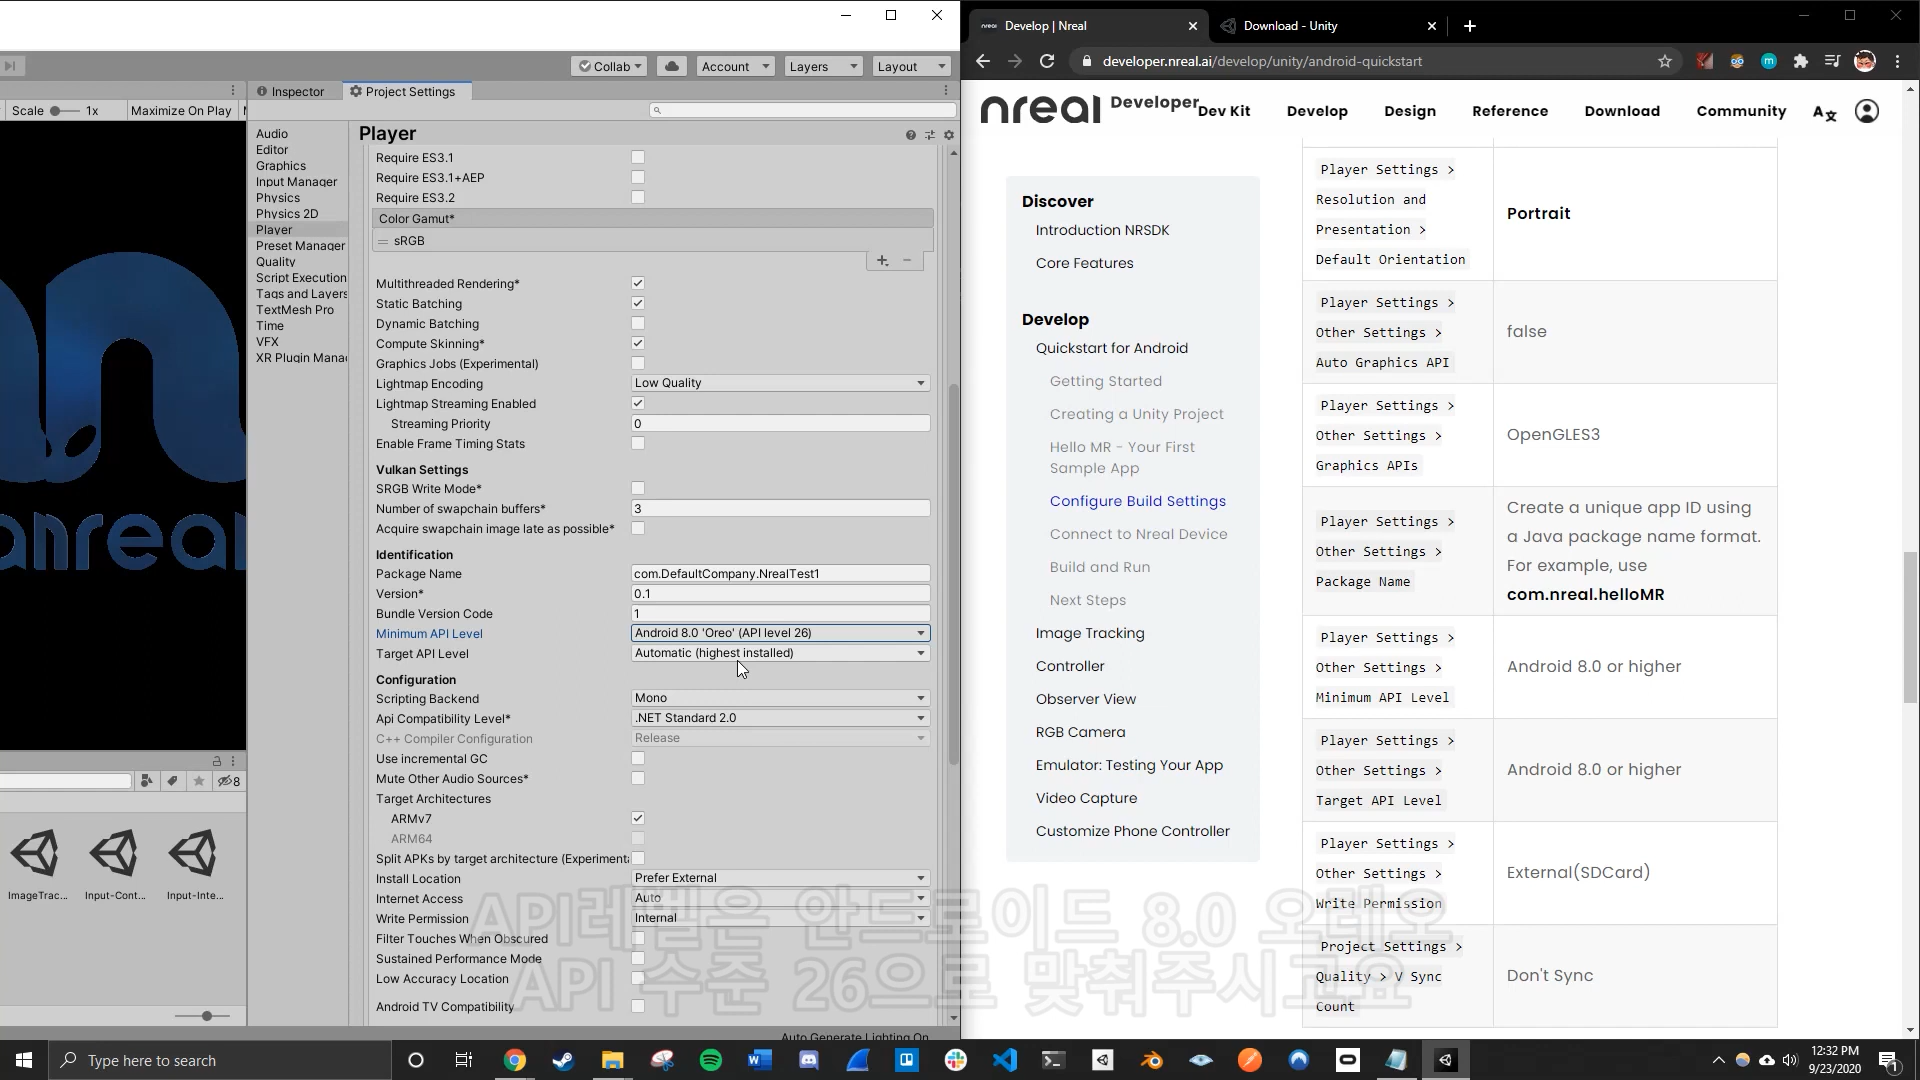 Collab
Account
Layers
Layout
Inspector
Project Settings
Scale
1x
Maximize On Play
Audio
Editor
Graphics
Input Manager
Physics
Physics 2D
Player
Preset Manager
Quality
Script Execution
Tags and Layers
TextMesh Pro
Time
VFX
XR Plugin Mana
Player
Require ES3.1
Require ES3.1+AEP
Require ES3.2
Color Gamut*
sRGB
Multithreaded Rendering*
Static Batching
Dynamic Batching
Compute Skinning*
Graphics Jobs (Experimental)
Lightmap Encoding Low Quality
Lightmap Streaming Enabled
Streaming Priority 0
Enable Frame Timing Stats
Vulkan Settings
SRGB Write Mode*
Number of swapchain buffers* 3
Acquire swapchain image late as possible*
Identification
Package Name com.DefaultCompany.NrealTest1
Version* 0.1
Bundle Version Code 1
Minimum API Level Android 8.0 'Oreo' (API level 26)
Target API Level Automatic (highest installed)
Configuration
Scripting Backend Mono
Api Compatibility Level* .NET Standard 2.0
C++ Compiler Configuration Release
Use incremental GC
Mute Other Audio Sources*
Target Architectures
ARMv7
ARM64
Split APKs by target architecture (Experimenta
Install Location Prefer External
Internet Access Auto
Write Permission Internal
Filter Touches When Obscured
Sustained Performance Mode
Low Accuracy Location
Android TV Compatibility
Auto Generate Lighting On
8
ImageTrac...
Input-Cont...
Input-Inte...
nreal
Develop | Nreal
Download - Unity
developer.nreal.ai/develop/unity/android-quickstart
nreal Developer
Dev Kit
Develop
Design
Reference
Download
Community
Discover
Introduction NRSDK
Core Features
Develop
Quickstart for Android
Getting Started
Creating a Unity Project
Hello MR - Your First
Sample App
Configure Build Settings
Connect to Nreal Device
Build and Run
Next Steps
Image Tracking
Controller
Observer View
RGB Camera
Emulator: Testing Your App
Video Capture
Customize Phone Controller
Player Settings >
Resolution and
Presentation >
Default Orientation
Portrait
Player Settings >
Other Settings >
Auto Graphics API
false
Player Settings >
Other Settings >
Graphics APIs
OpenGLES3
Player Settings >
Other Settings >
Package Name
Create a unique app ID using
a Java package name format.
For example, use
com.nreal.helloMR
Player Settings >
Other Settings >
Minimum API Level
Android 8.0 or higher
Player Settings >
Other Settings >
Target API Level
Android 8.0 or higher
Player Settings >
Other Settings >
Write Permission
External(SDCard)
Project Settings >
Quality > V Sync
Count
Don't Sync
API레벨은 안드로이드 8.0 오레오
API 수준 26으로 맞춰주시고요
Type here to search
12:32 PM
9/23/2020
1